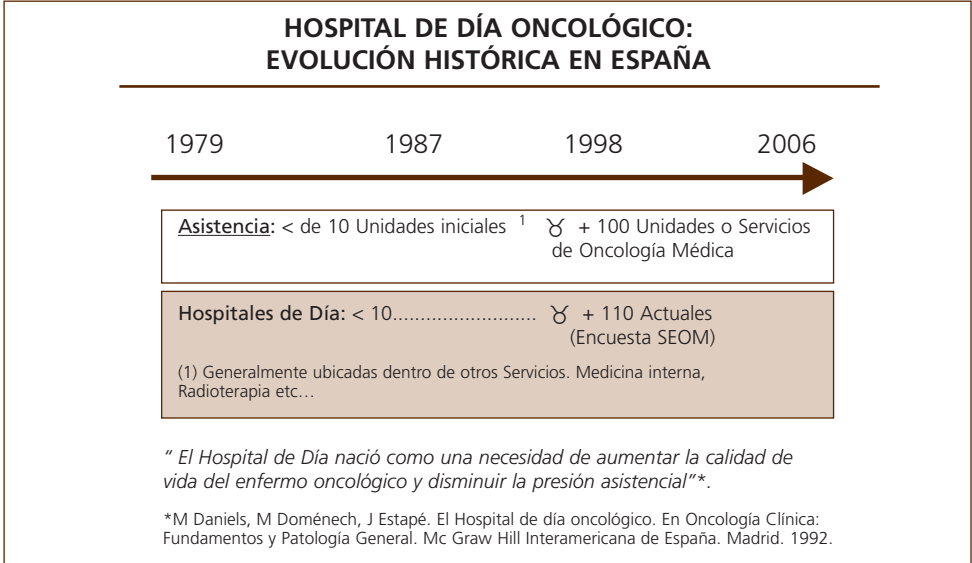 HOSPITAL DE DÍA ONCOLÓGICO:
EVOLUCIÓN HISTÓRICA EN ESPAÑA
1979 1987 1998 2006
Asistencia: < de 10 Unidades iniciales 1 ♉ + 100 Unidades o Servicios
de Oncología Médica
Hospitales de Día: < 10.......................... ♉ + 110 Actuales
(Encuesta SEOM)
(1) Generalmente ubicadas dentro de otros Servicios. Medicina interna,
Radioterapia etc…
“ El Hospital de Día nació como una necesidad de aumentar la calidad de
vida del enfermo oncológico y disminuir la presión asistencial”*.
*M Daniels, M Doménech, J Estapé. El Hospital de día oncológico. En Oncología Clínica:
Fundamentos y Patología General. Mc Graw Hill Interamericana de España. Madrid. 1992.